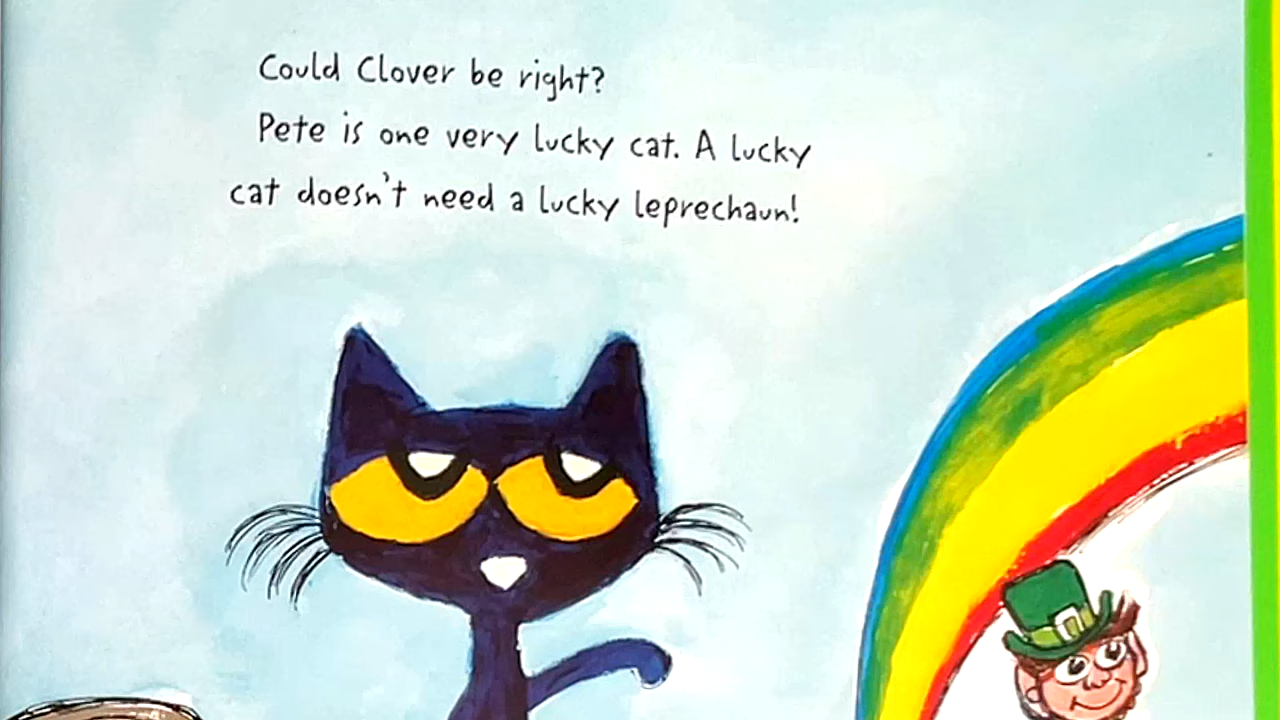 Could Clover be right?
Pete is one very lucky cat. A lucky
cat doesn't need a lucky leprechaun!